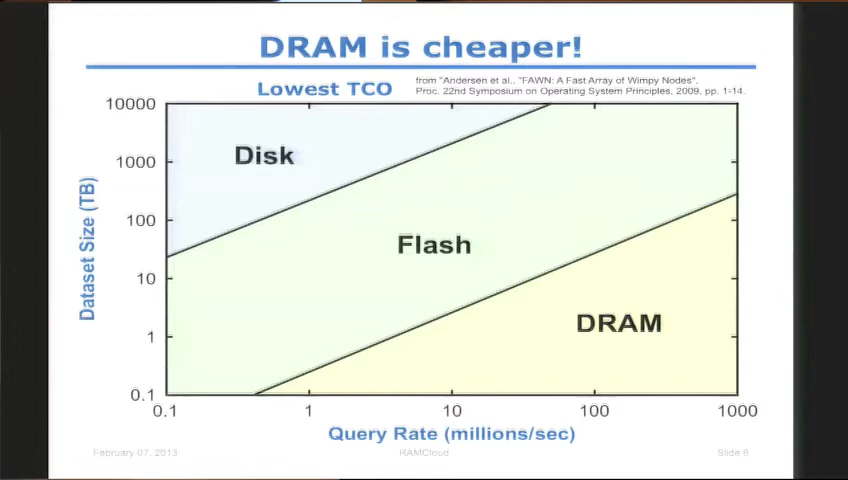 DRAM is cheaper!
Lowest TCO
from "Andersen et al., "FAWN: A Fast Array of Wimpy Nodes",
Proc. 22nd Symposium on Operating System Principles, 2009, pp. 1-14.
10000
1000
100
10
1
0.1
Dataset Size (TB)
Disk
Flash
DRAM
0.1 1 10 100 1000
Query Rate (millions/sec)
February 07, 2013 RAMCloud Slide 6